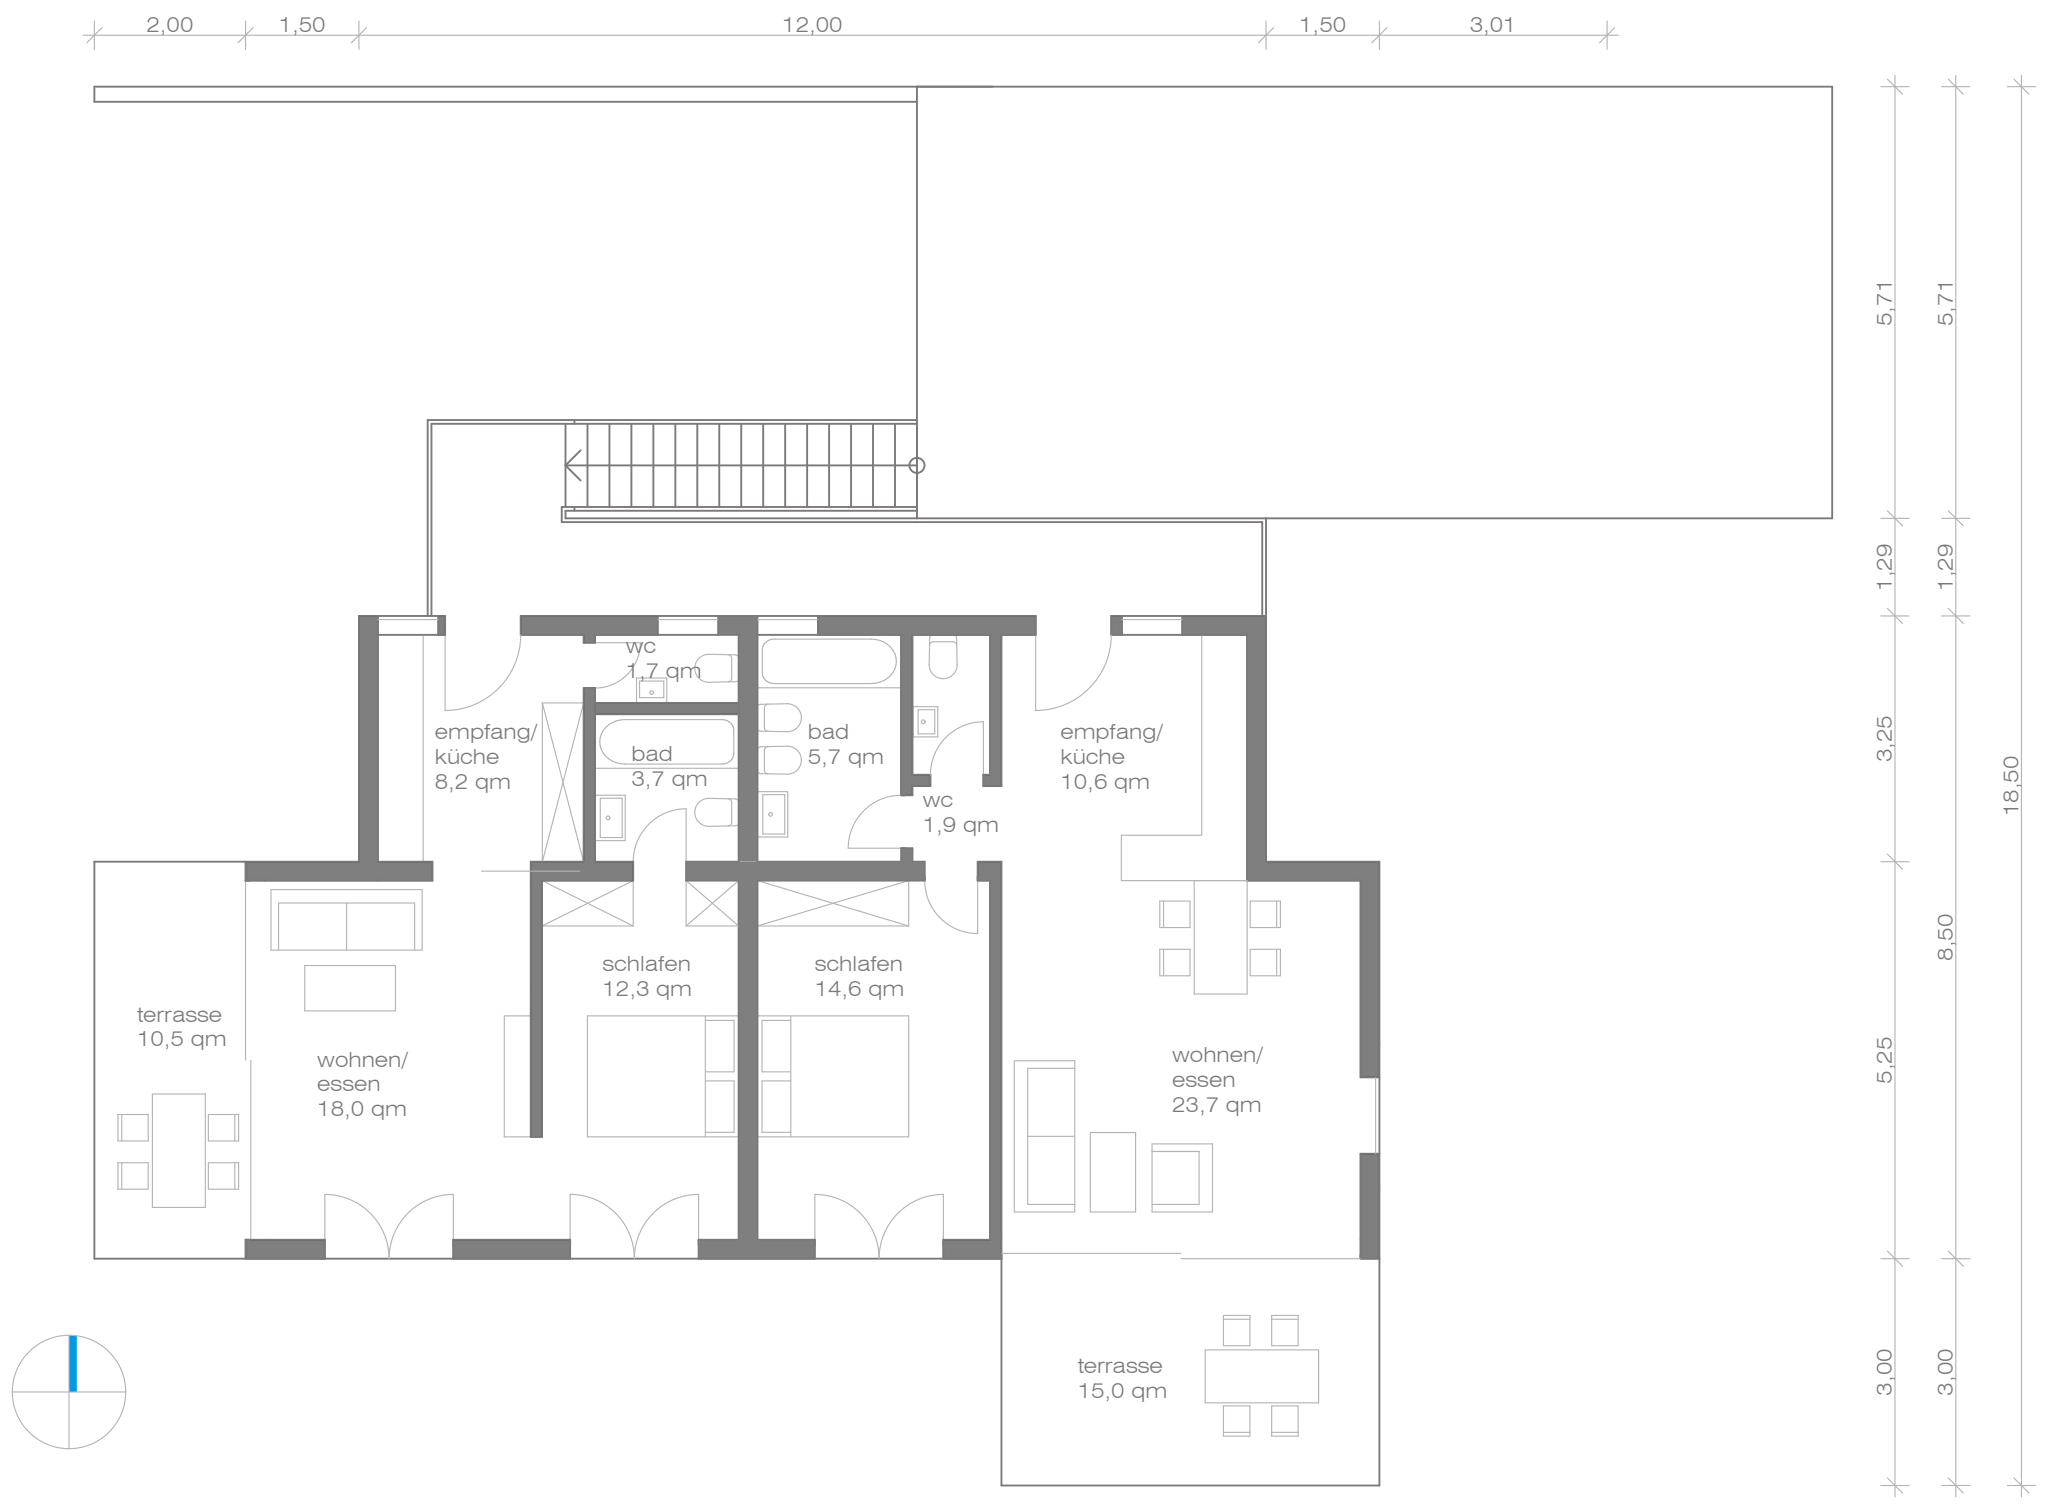 2,00
1,50
12,00
1,50
3,01
5,71
5,71
1,29
1,29
3,25
18,50
8,50
5,25
3,00
3,00
wc
1,7 qm
empfang/
küche
8,2 qm
bad
3,7 qm
bad
5,7 qm
wc
1,9 qm
empfang/
küche
10,6 qm
schlafen
12,3 qm
schlafen
14,6 qm
terrasse
10,5 qm
wohnen/
essen
18,0 qm
wohnen/
essen
23,7 qm
terrasse
15,0 qm